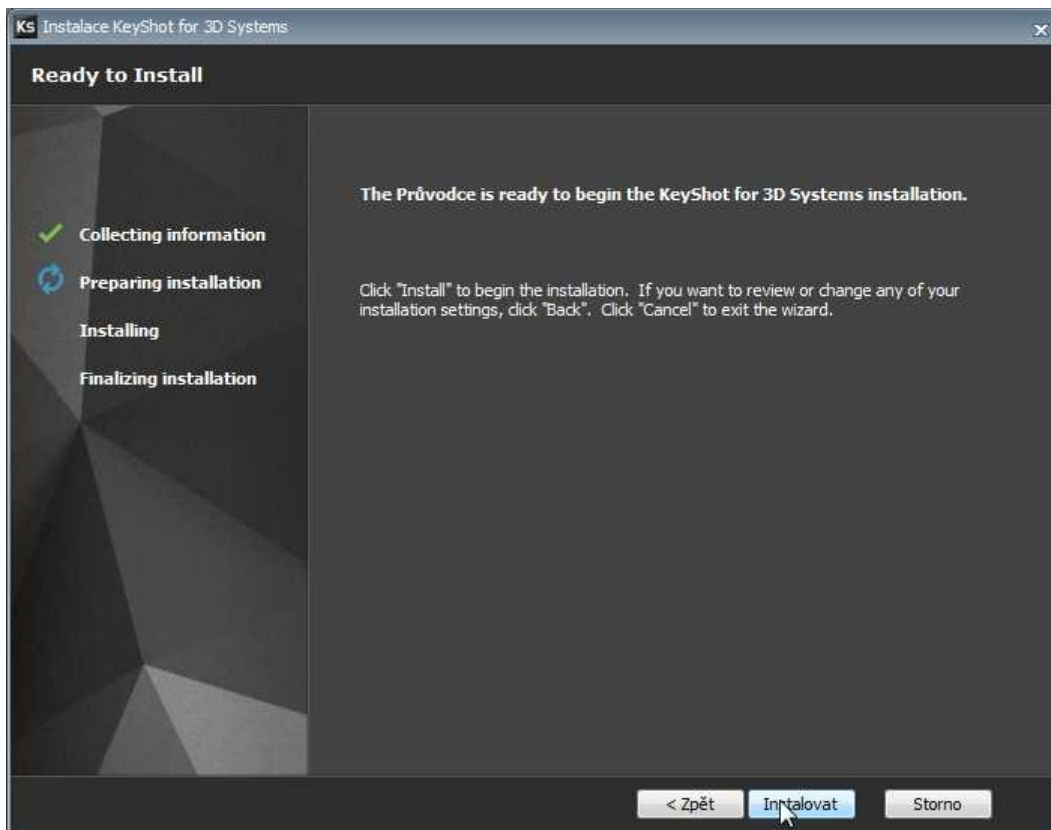 Ks Instalace KeyShot for 3D Systems
Ready to Install
The Průvodce is ready to begin the KeyShot for 3D Systems installation.
Collecting information
Preparing installation
Installing
Finalizing installation
Click "Install" to begin the installation. If you want to review or change any of your
installation settings, click "Back". Click "Cancel" to exit the wizard.
< Zpět
Instalovat
Storno